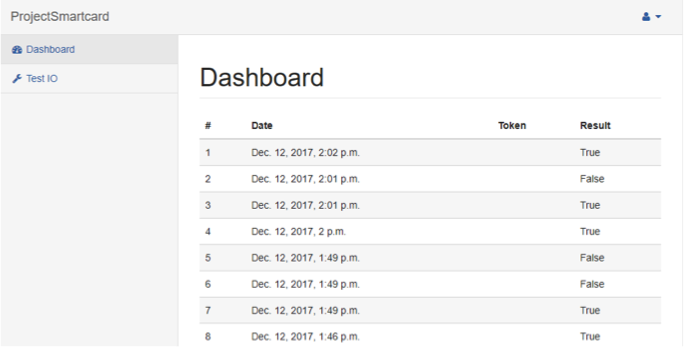 ProjectSmartcard
Dashboard
Test IO
Dashboard
# Date Token Result
1 Dec. 12, 2017, 2:02 p.m. True
2 Dec. 12, 2017, 2:01 p.m. False
3 Dec. 12, 2017, 2:01 p.m. True
4 Dec. 12, 2017, 2 p.m. True
5 Dec. 12, 2017, 1:49 p.m. False
6 Dec. 12, 2017, 1:49 p.m. False
7 Dec. 12, 2017, 1:49 p.m. True
8 Dec. 12, 2017, 1:46 p.m. True